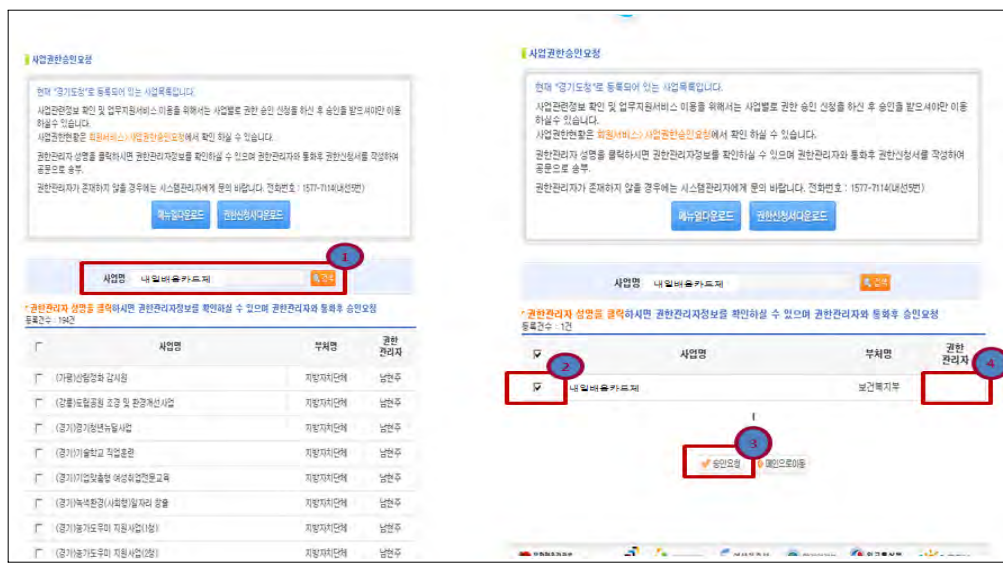 사업권한승인요청
현재 "경기도청"로 등록되어 있는 사업목록입니다.
사업관련정보 확인 및 업무지원서비스 이용을 위해서는 사업별로 권한 승인 신청을 하신 후 승인을 받으셔야만 이용
하실수 있습니다.
사업권한현황은 회원서비스>사업권한승인요청에서 확인 하실 수 있습니다.
권한관리자 성명을 클릭하시면 권한관리자정보를 확인하실 수 있으며 권한관리자와 통화후 권한신청서를 작성하여
공문으로 송부.
권한관리자가 존재하지 않을 경우에는 시스템관리자에게 문의 바랍니다. 전화번호 : 1577-7114(내선5번)
메뉴얼다운로드 권한신청서다운로드
1
사업명 내일배움카드제 검색
* 권한관리자 성명을 클릭하시면 권한관리자정보를 확인하실 수 있으며 권한관리자와 통화후 승인요청
등록건수 : 194건
사업명 부처명 권한
관리자
(가평)산림정화 감시원 지방자치단체 남현주
(강릉)도립공원 조경 및 환경개선사업 지방자치단체 남현주
(경기)경기청년뉴딜사업 지방자치단체 남현주
(경기)기술학교 직업훈련 지방자치단체 남현주
(경기)기업맞춤형 여성취업전문교육 지방자치단체 남현주
(경기)녹색환경(사회형)일자리 창출 지방자치단체 남현주
(경기)농가도우미 지원사업(1청) 지방자치단체 남현주
(경기)농가도우미 지원사업(2청) 지방자치단체 남현주
사업권한승인요청
현재 "경기도청"로 등록되어 있는 사업목록입니다.
사업관련정보 확인 및 업무지원서비스 이용을 위해서는 사업별로 권한 승인 신청을 하신 후 승인을 받으셔야만 이용
하실수 있습니다.
사업권한현황은 회원서비스>사업권한승인요청에서 확인 하실 수 있습니다.
권한관리자 성명을 클릭하시면 권한관리자정보를 확인하실 수 있으며 권한관리자와 통화후 권한신청서를 작성하여
공문으로 송부.
권한관리자가 존재하지 않을 경우에는 시스템관리자에게 문의 바랍니다. 전화번호 : 1577-7114(내선5번)
메뉴얼다운로드 권한신청서다운로드
사업명 내일배움카드제 검색
* 권한관리자 성명을 클릭하시면 권한관리자정보를 확인하실 수 있으며 권한관리자와 통화후 승인요청
등록건수 : 1건
사업명 부처명 권한
관리자
2
4
내일배움카드제 보건복지부
1
3
승인요청 메인으로이동